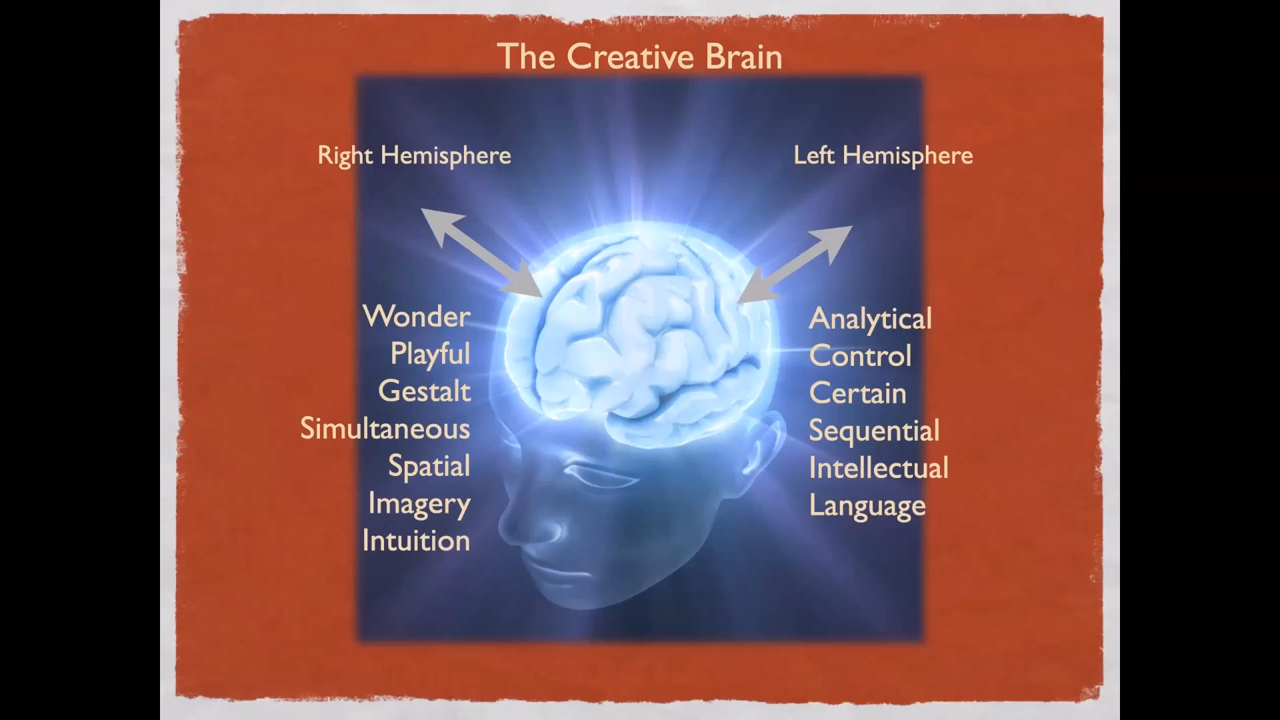 The Creative Brain
Right Hemisphere
Left Hemisphere
Wonder
Playful
Gestalt
Simultaneous
Spatial
Imagery
Intuition
Analytical
Control
Certain
Sequential
Intellectual
Language